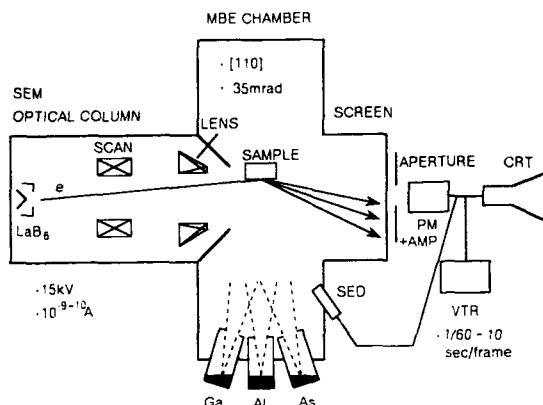 MBE CHAMBER
· [110]
· 35mrad
SEM
OPTICAL COLUMN
SCREEN
LENS
SCAN
SAMPLE
APERTURE
CRT
e
LaB6
PM
+AMP
· 15kV
· 10-9-10A
SED
VTR
· 1/60 - 10
sec/frame
Ga
Al
As